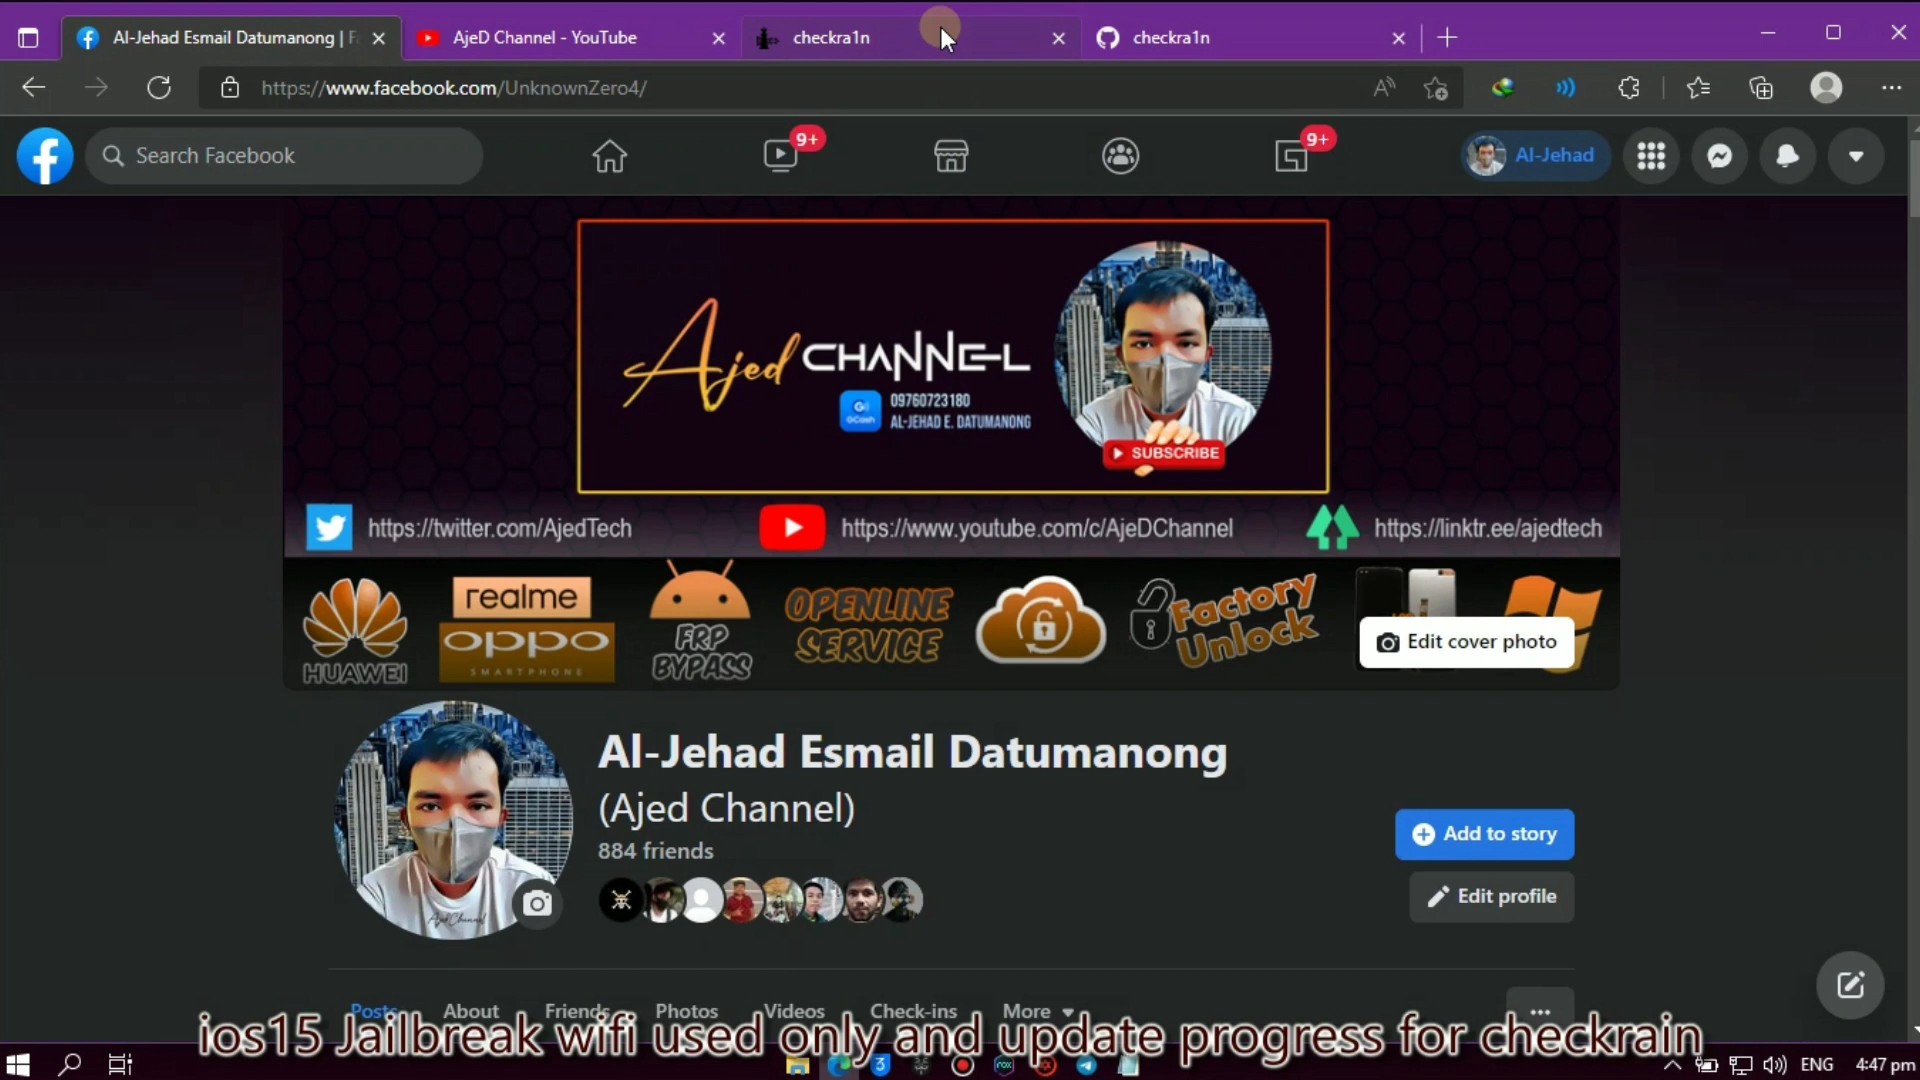 Al-Jehad Esmail Datumanong | F
AjeD Channel - YouTube
checkra1n
checkra1n
https://www.facebook.com/UnknownZero4/
Search Facebook
9+
9+
Al-Jehad
Ajed CHANNEL
GCash
09760723180
AL-JEHAD E. DATUMANONG
SUBSCRIBE
https://twitter.com/AjedTech
https://www.youtube.com/c/AjeDChannel
https://linktr.ee/ajedtech
HUAWEI
realme
oppo
SMARTPHONE
FRP
BYPASS
OPENLINE
SERVICE
Factory
Unlock
Edit cover photo
AjedChannel
Al-Jehad Esmail Datumanong
(Ajed Channel)
884 friends
Add to story
Edit profile
Posts
About
Friends
Photos
Videos
Check-ins
More
ios15 Jailbreak wifi used only and update progress for checkrain
ENG
4:47 pm